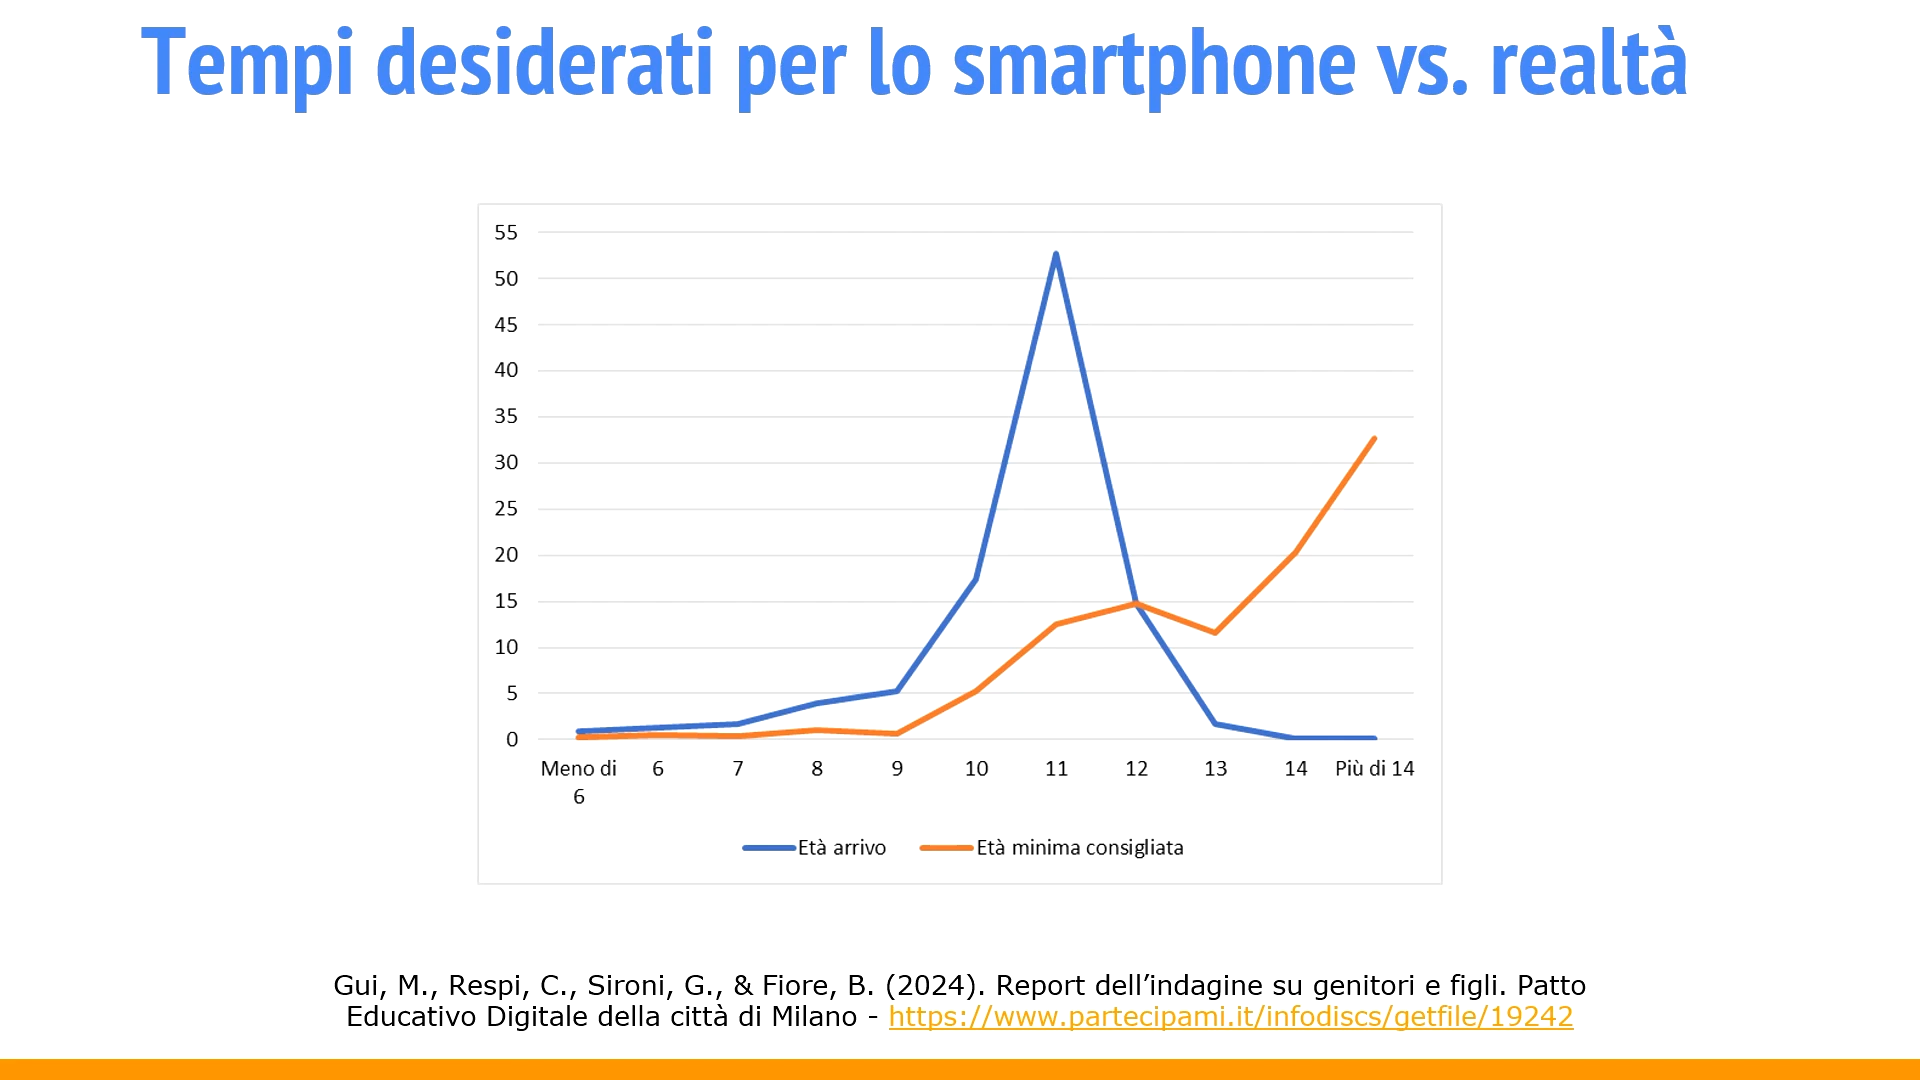 Tempi desiderati per lo smartphone vs. realtà
55
50
45
40
35
30
25
20
15
10
5
0
Meno di 6 7 8 9 10 11 12 13 14 Più di 14
6
Età arrivo Età minima consigliata
Gui, M., Respi, C., Sironi, G., & Fiore, B. (2024). Report dell’indagine su genitori e figli. Patto
Educativo Digitale della città di Milano - https://www.partecipami.it/infodiscs/getfile/19242